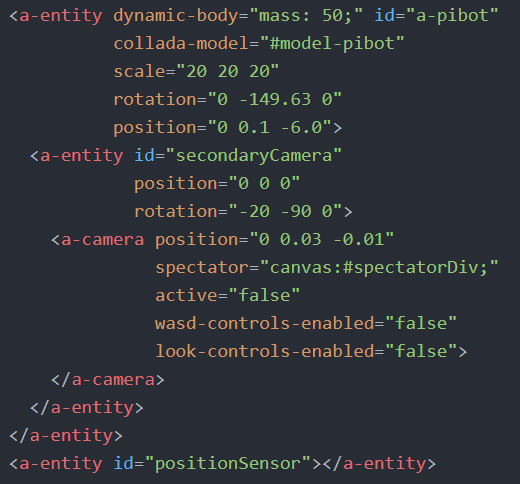 <a-entity dynamic-body="mass: 50;" id="a-pibot"
          collada-model="#model-pibot"
          scale="20 20 20"
          rotation="0 -149.63 0"
          position="0 0.1 -6.0">
  <a-entity id="secondaryCamera"
            position="0 0 0"
            rotation="-20 -90 0">
    <a-camera position="0 0.03 -0.01"
              spectator="canvas:#spectatorDiv;"
              active="false"
              wasd-controls-enabled="false"
              look-controls-enabled="false">
    </a-camera>
  </a-entity>
</a-entity>
<a-entity id="positionSensor"></a-entity>